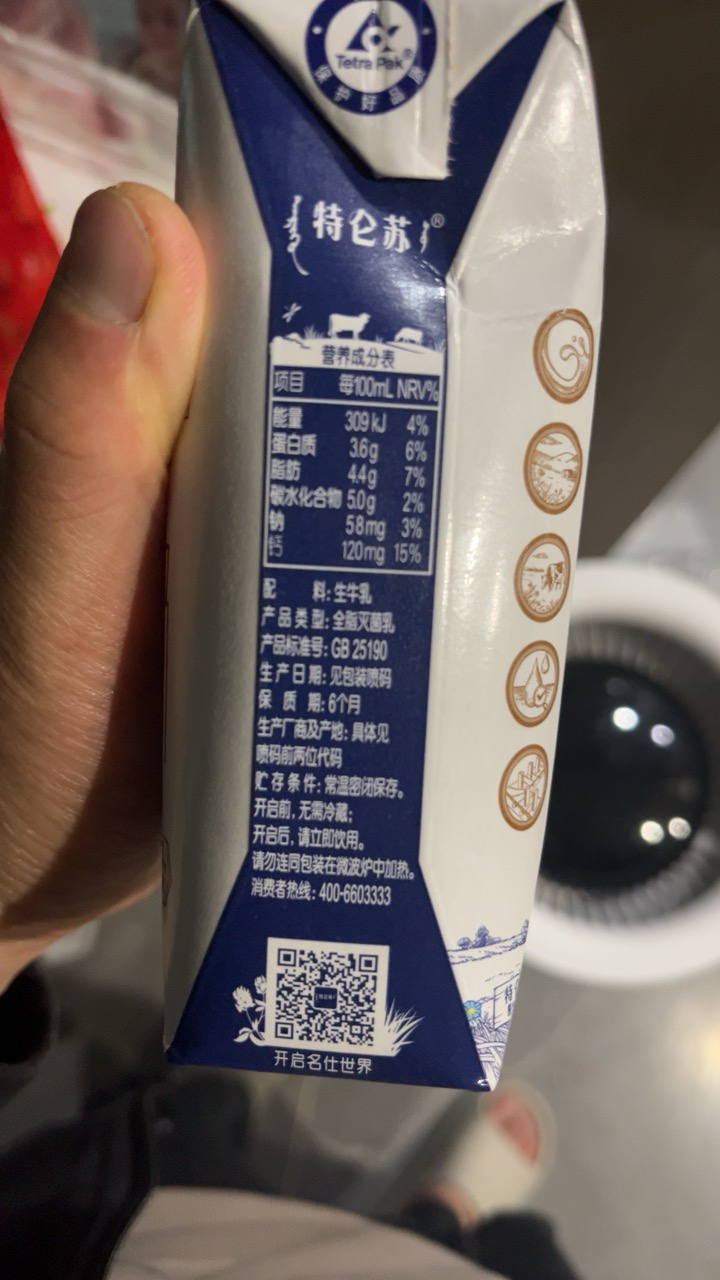 Tetra Pak®
保护好品质
特仑苏®
营养成分表
项目 每100mL NRV%
能量 309 kJ 4%
蛋白质 3.6g 6%
脂肪 4.4g 7%
碳水化合物 5.0g 2%
钠 58mg 3%
钙 120mg 15%
配 料: 生牛乳
产品类型: 全脂灭菌乳
产品标准号: GB 25190
生产日期: 见包装喷码
保 质 期: 6个月
生产厂商及产地: 具体见
喷码前两位代码
贮存条件: 常温密闭保存。
开启前, 无需冷藏;
开启后, 请立即饮用。
请勿连同包装在微波炉中加热。
消费者热线: 400-6603333
开启名仕世界
特